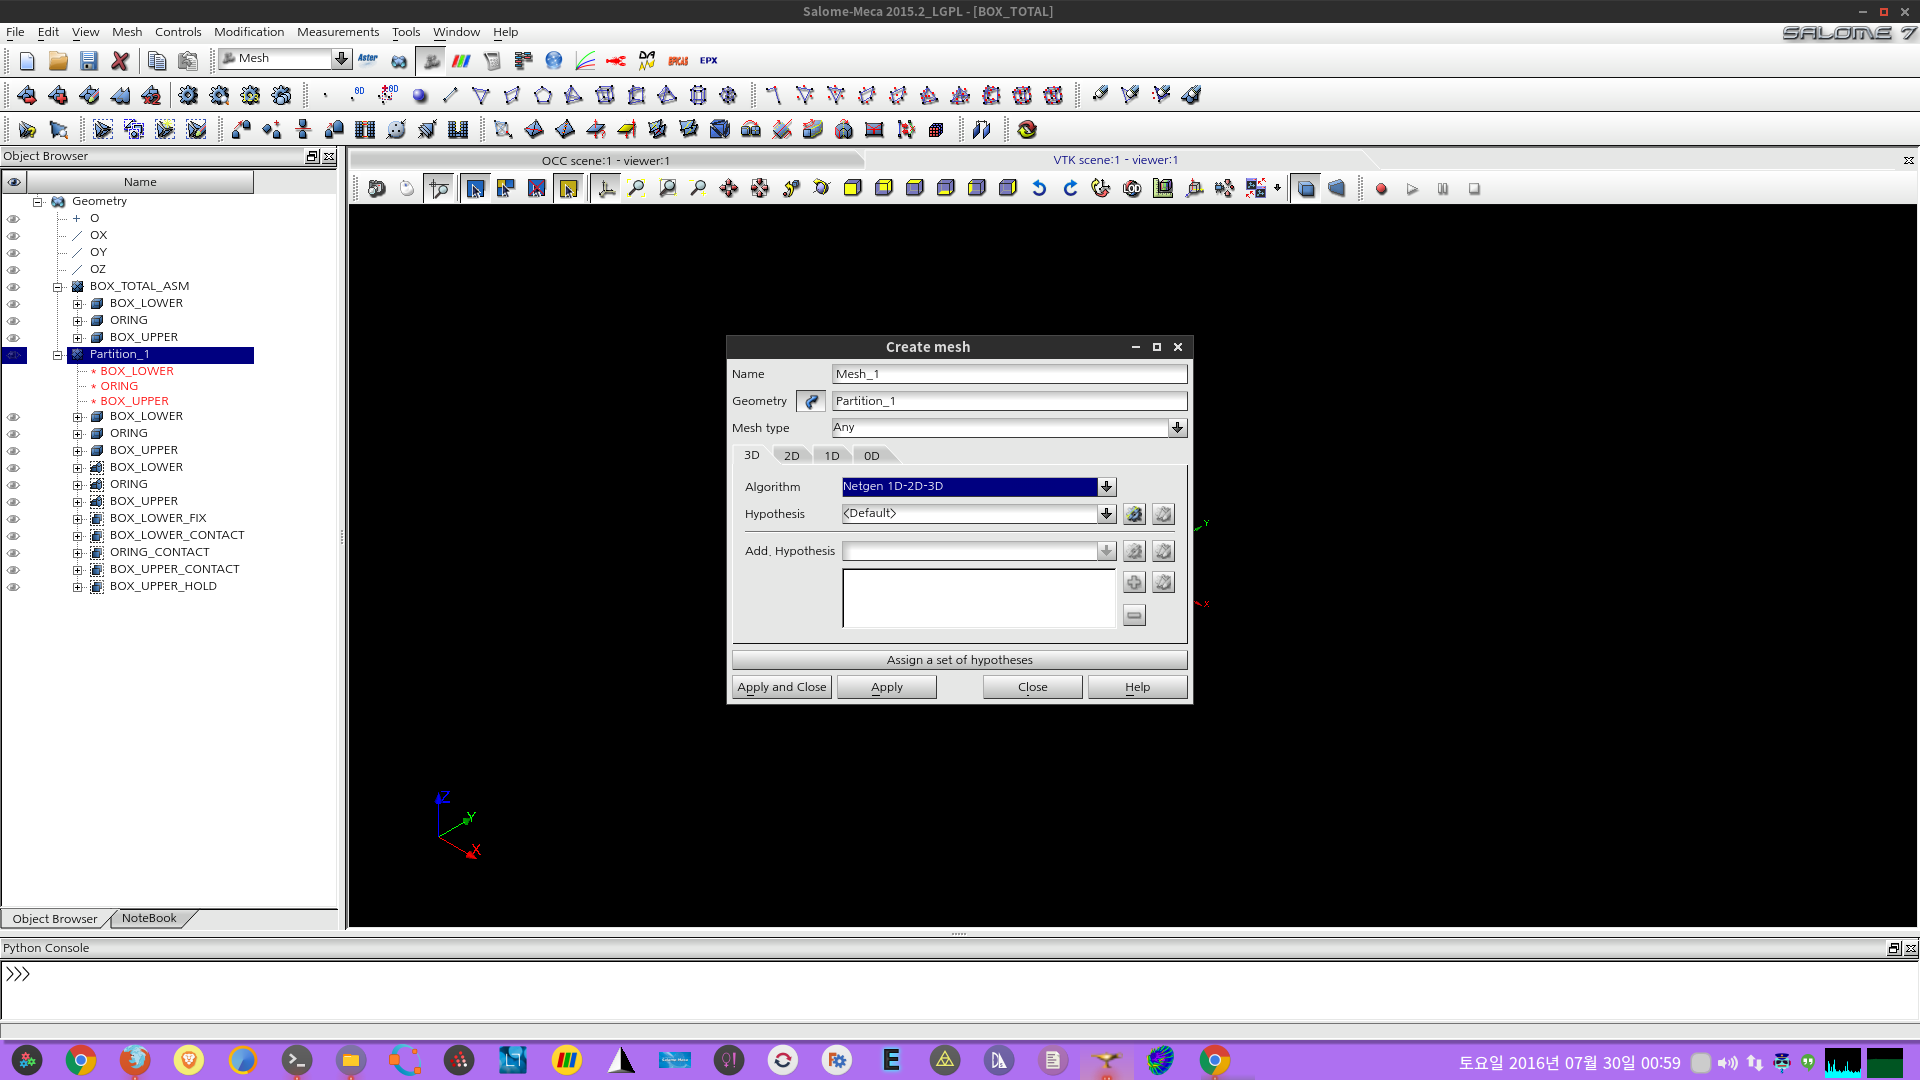 Salome-Meca 2015.2_LGPL - [BOX_TOTAL]
File Edit View Mesh Controls Modification Measurements Tools Window Help
SALOME 7
Mesh
Aster
EFICAS
EPX
0D
0D
Object Browser
OCC scene:1 - viewer:1
VTK scene:1 - viewer:1
Name
Geometry
O
OX
OY
OZ
BOX_TOTAL_ASM
BOX_LOWER
ORING
BOX_UPPER
Partition_1
* BOX_LOWER
* ORING
* BOX_UPPER
BOX_LOWER
ORING
BOX_UPPER
BOX_LOWER
ORING
BOX_UPPER
BOX_LOWER_FIX
BOX_LOWER_CONTACT
ORING_CONTACT
BOX_UPPER_CONTACT
BOX_UPPER_HOLD
Create mesh
Name Mesh_1
Geometry Partition_1
Mesh type Any
3D 2D 1D 0D
Algorithm Netgen 1D-2D-3D
Hypothesis <Default>
Add. Hypothesis
Assign a set of hypotheses
Apply and Close Apply Close Help
Y
X
Z
Y
X
Object Browser NoteBook
Python Console
>>>
토요일 2016년 07월 30일 00:59